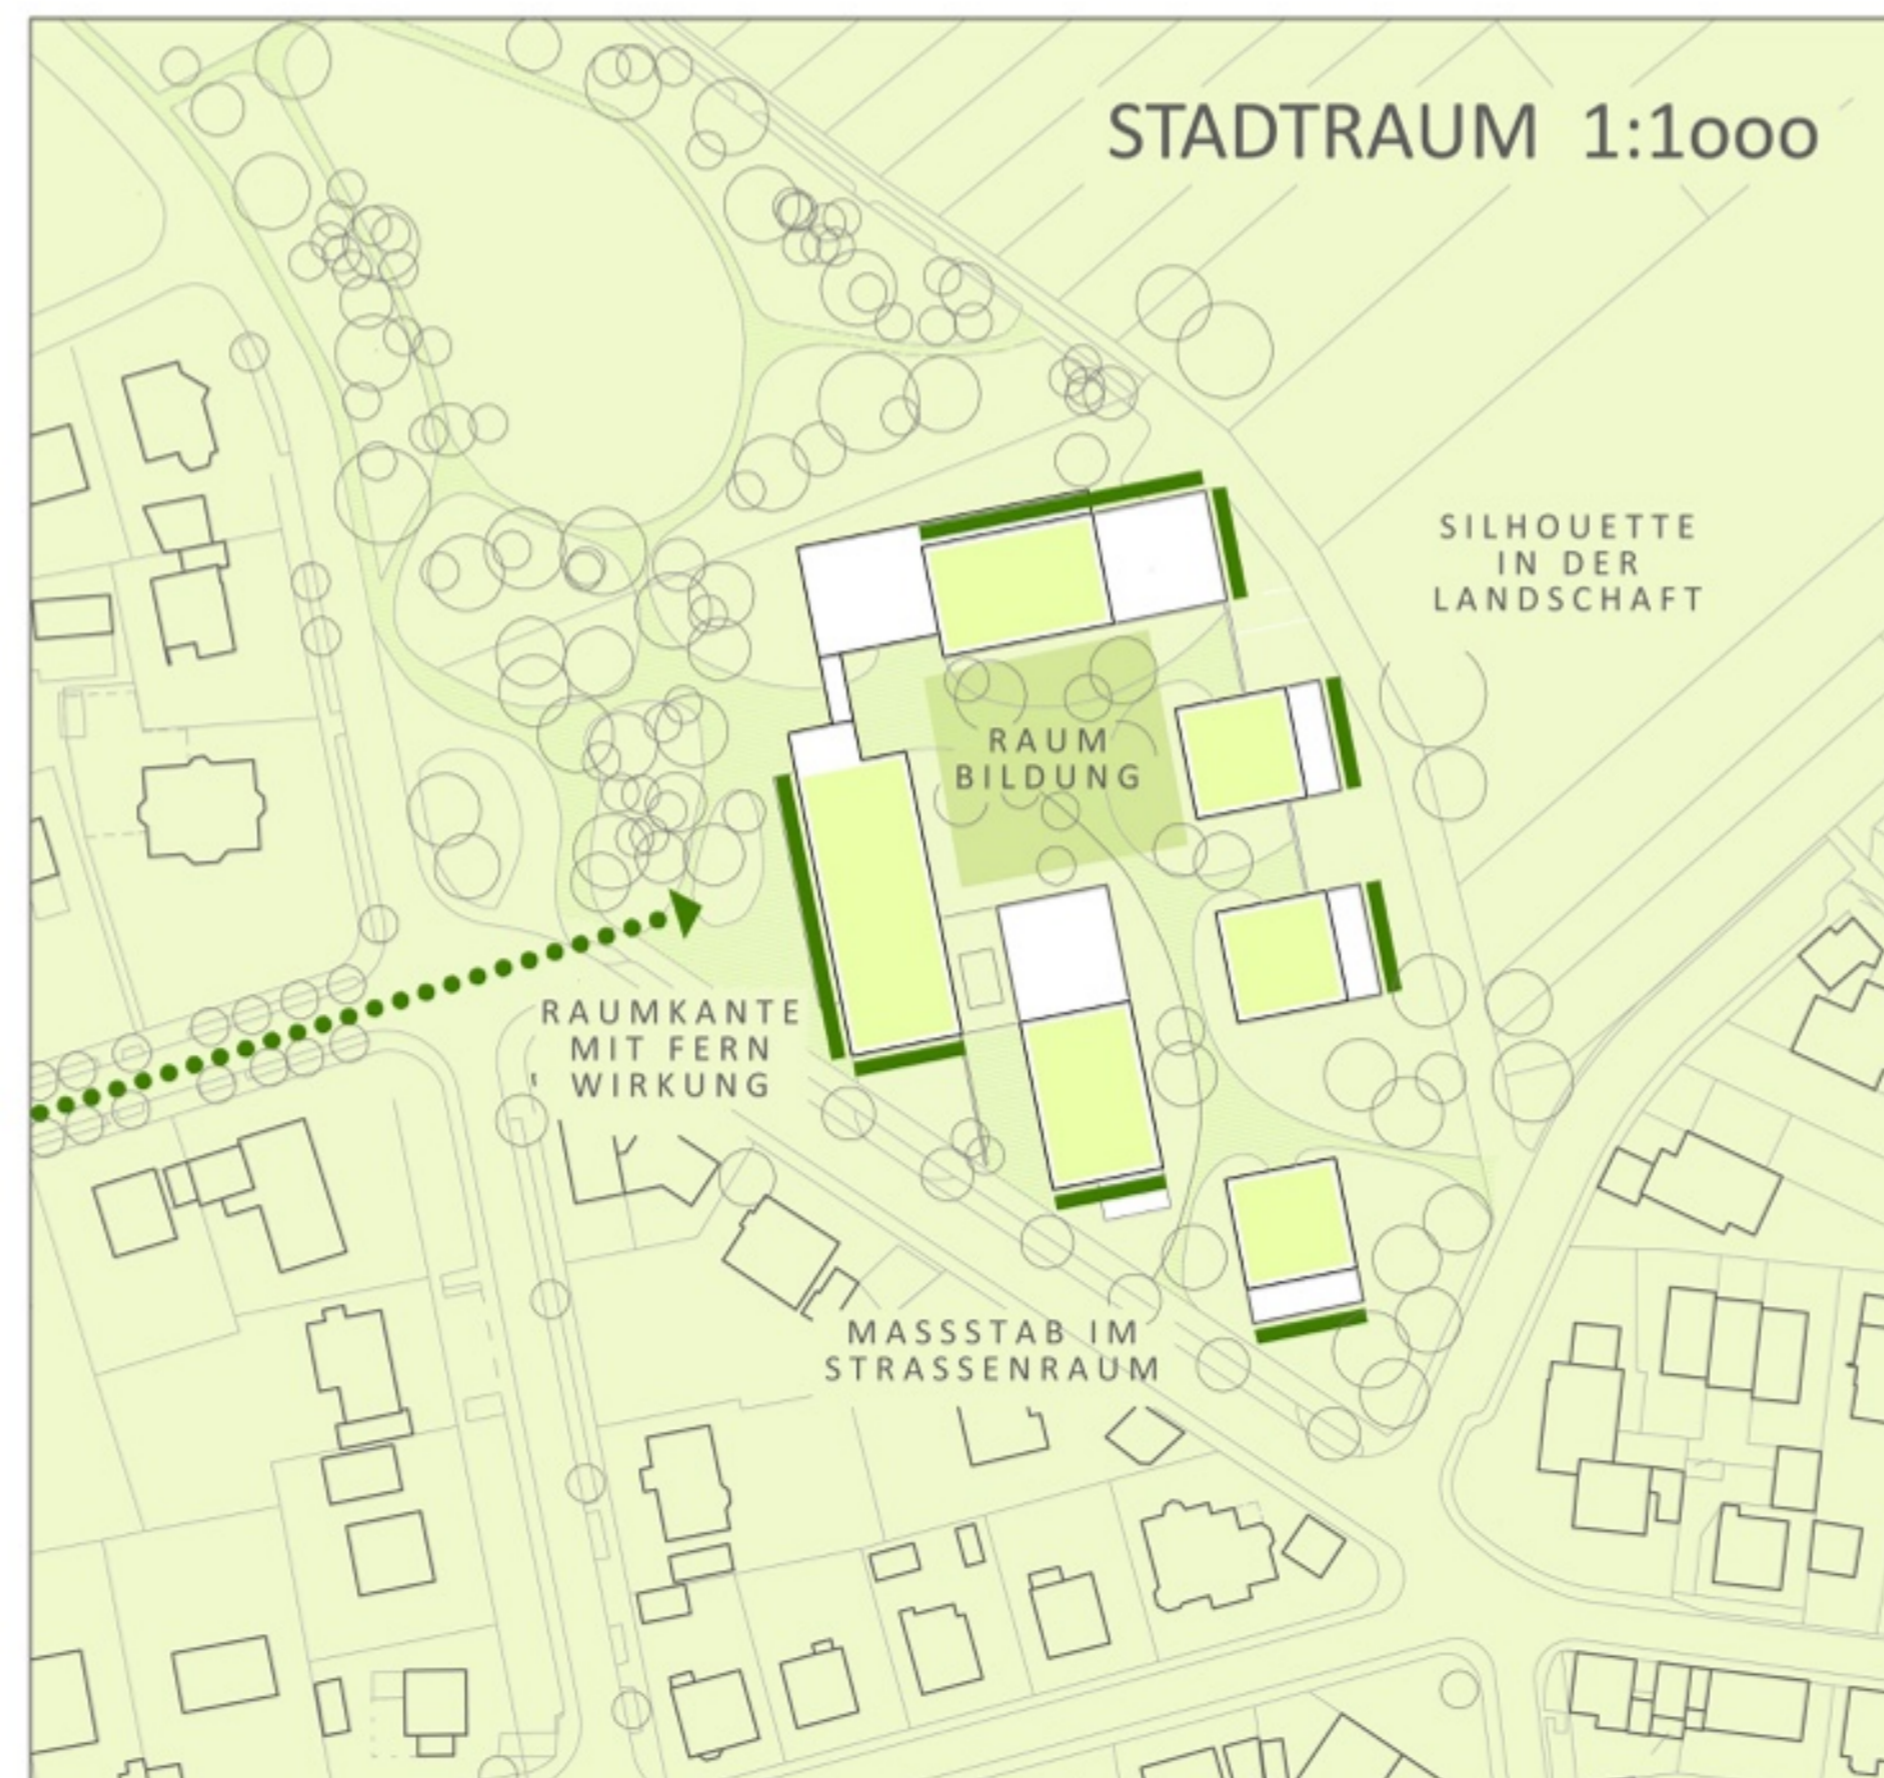 STADTRAUM 1:1ooo
SILHOUETTE
IN DER
LANDSCHAFT
RAUM
BILDUNG
RAUMKANTE
MIT FERN
WIRKUNG
MASSSTAB IM
STRASSENRAUM